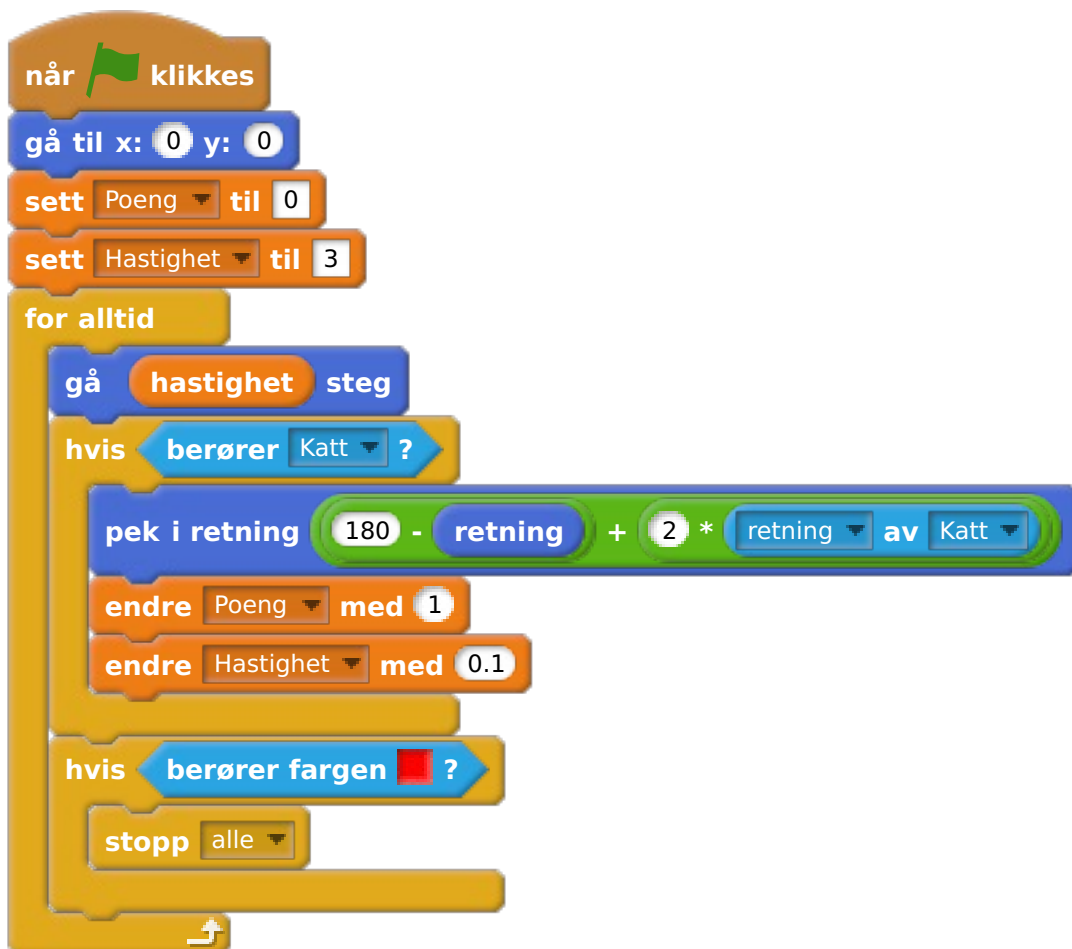 når klikkes
gå til x: 0 y: 0
sett Poeng til 0
sett Hastighet til 3
for alltid
gå hastighet steg
hvis berører Katt ?
pek i retning 180 - retning + 2 * retning av Katt
endre Poeng med 1
endre Hastighet med 0.1
hvis berører fargen ?
stopp alle